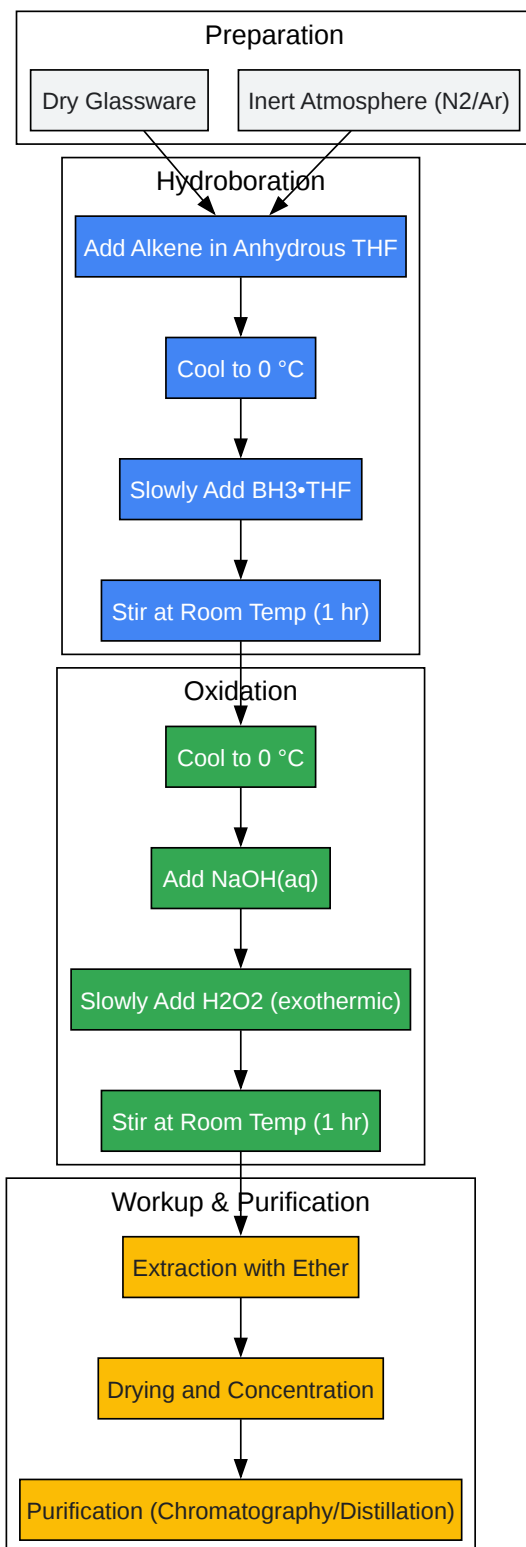 Preparation
Dry Glassware
Inert Atmosphere (N2/Ar)
Hydroboration
Add Alkene in Anhydrous THF
Cool to 0 °C
Slowly Add BH3•THF
Stir at Room Temp (1 hr)
Oxidation
Cool to 0 °C
Add NaOH(aq)
Slowly Add H2O2 (exothermic)
Stir at Room Temp (1 hr)
Workup & Purification
Extraction with Ether
Drying and Concentration
Purification (Chromatography/Distillation)